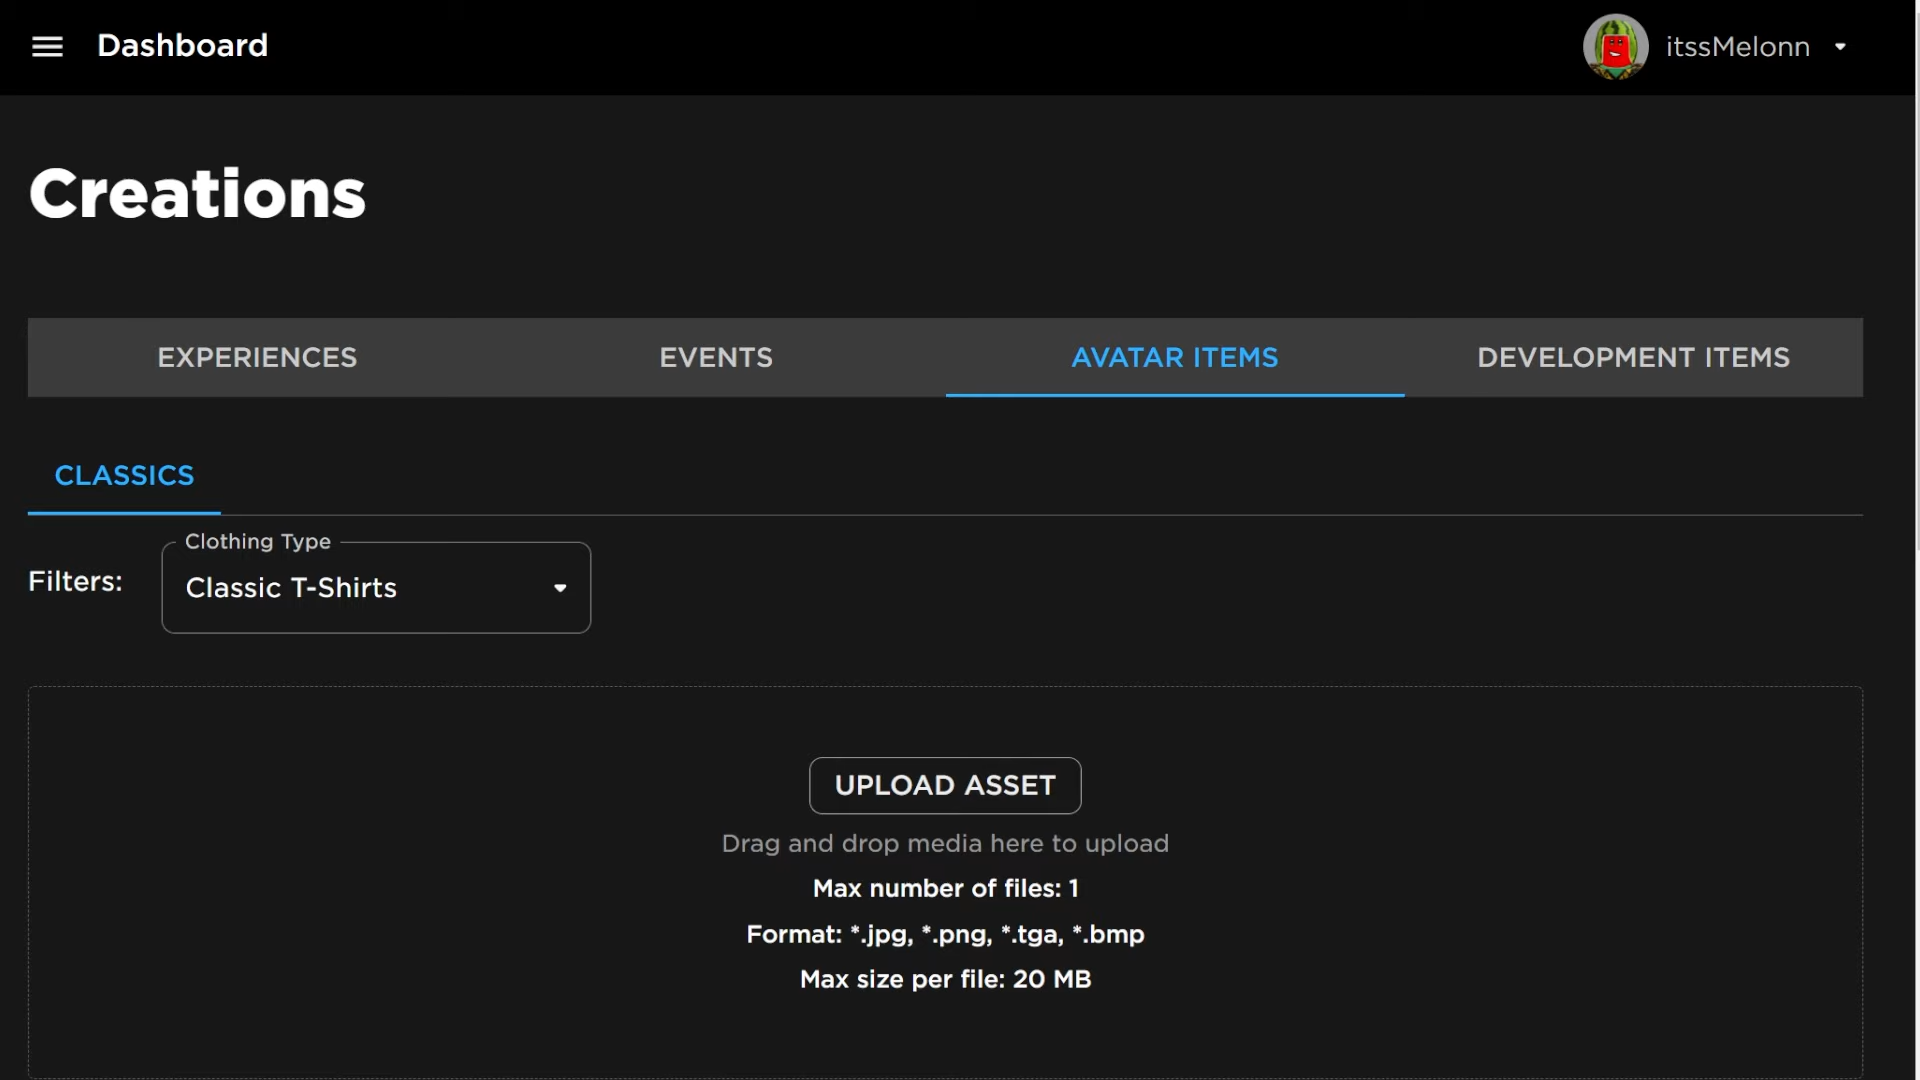 Dashboard
itssMelonn
Creations
EXPERIENCES
EVENTS
AVATAR ITEMS
DEVELOPMENT ITEMS
CLASSICS
Filters:
Clothing Type
Classic T-Shirts
UPLOAD ASSET
Drag and drop media here to upload
Max number of files: 1
Format: *.jpg, *.png, *.tga, *.bmp
Max size per file: 20 MB